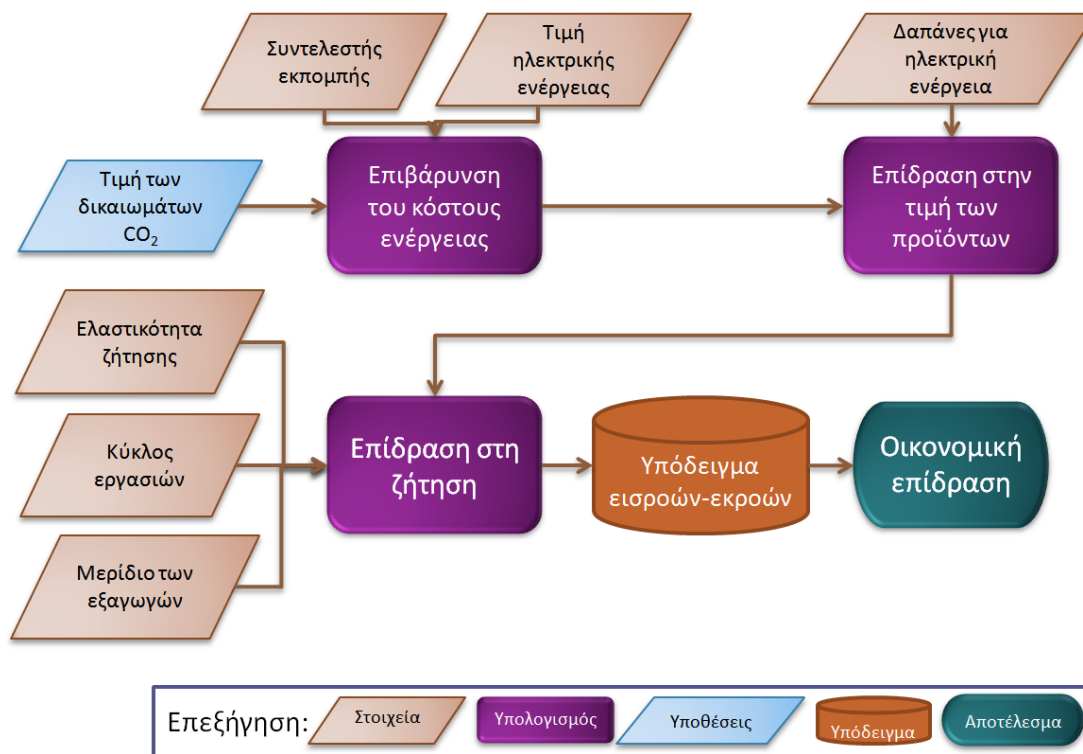 Συντελεστής
εκπομπής
Τιμή
ηλεκτρικής
ενέργειας
Δαπάνες για
ηλεκτρική
ενέργεια
Τιμή των
δικαιωμάτων
CO₂
Επιβάρυνση
του κόστους
ενέργειας
Επίδραση στην
τιμή των
προϊόντων
Ελαστικότητα
ζήτησης
Κύκλος
εργασιών
Μερίδιο των
εξαγωγών
Επίδραση στη
ζήτηση
Υπόδειγμα
εισροών-εκροών
Οικονομική
επίδραση
Επεξήγηση:
Στοιχεία
Υπολογισμός
Υποθέσεις
Υπόδειγμα
Αποτέλεσμα